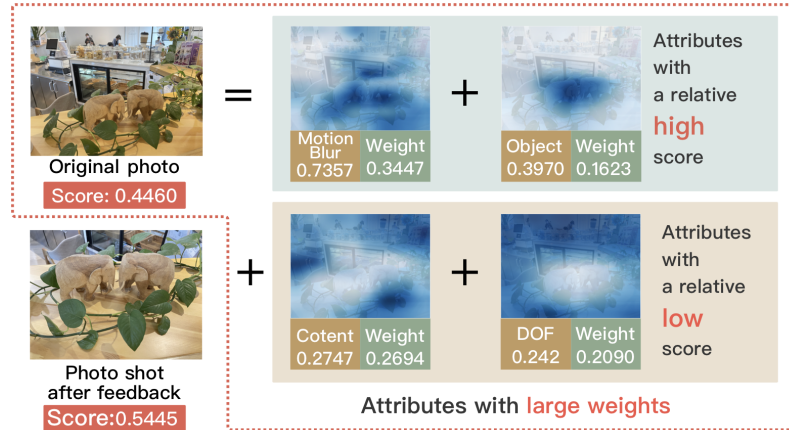 Original photo
Score: 0.4460
=
Motion
Blur
0.7357
Weight
0.3447
+
Object
0.3970
Weight
0.1623
Attributes
with
a relative
high
score
Photo shot
after feedback
Score:0.5445
+
Cotent
0.2747
Weight
0.2694
+
DOF
0.242
Weight
0.2090
Attributes
with
a relative
low
score
Attributes with large weights